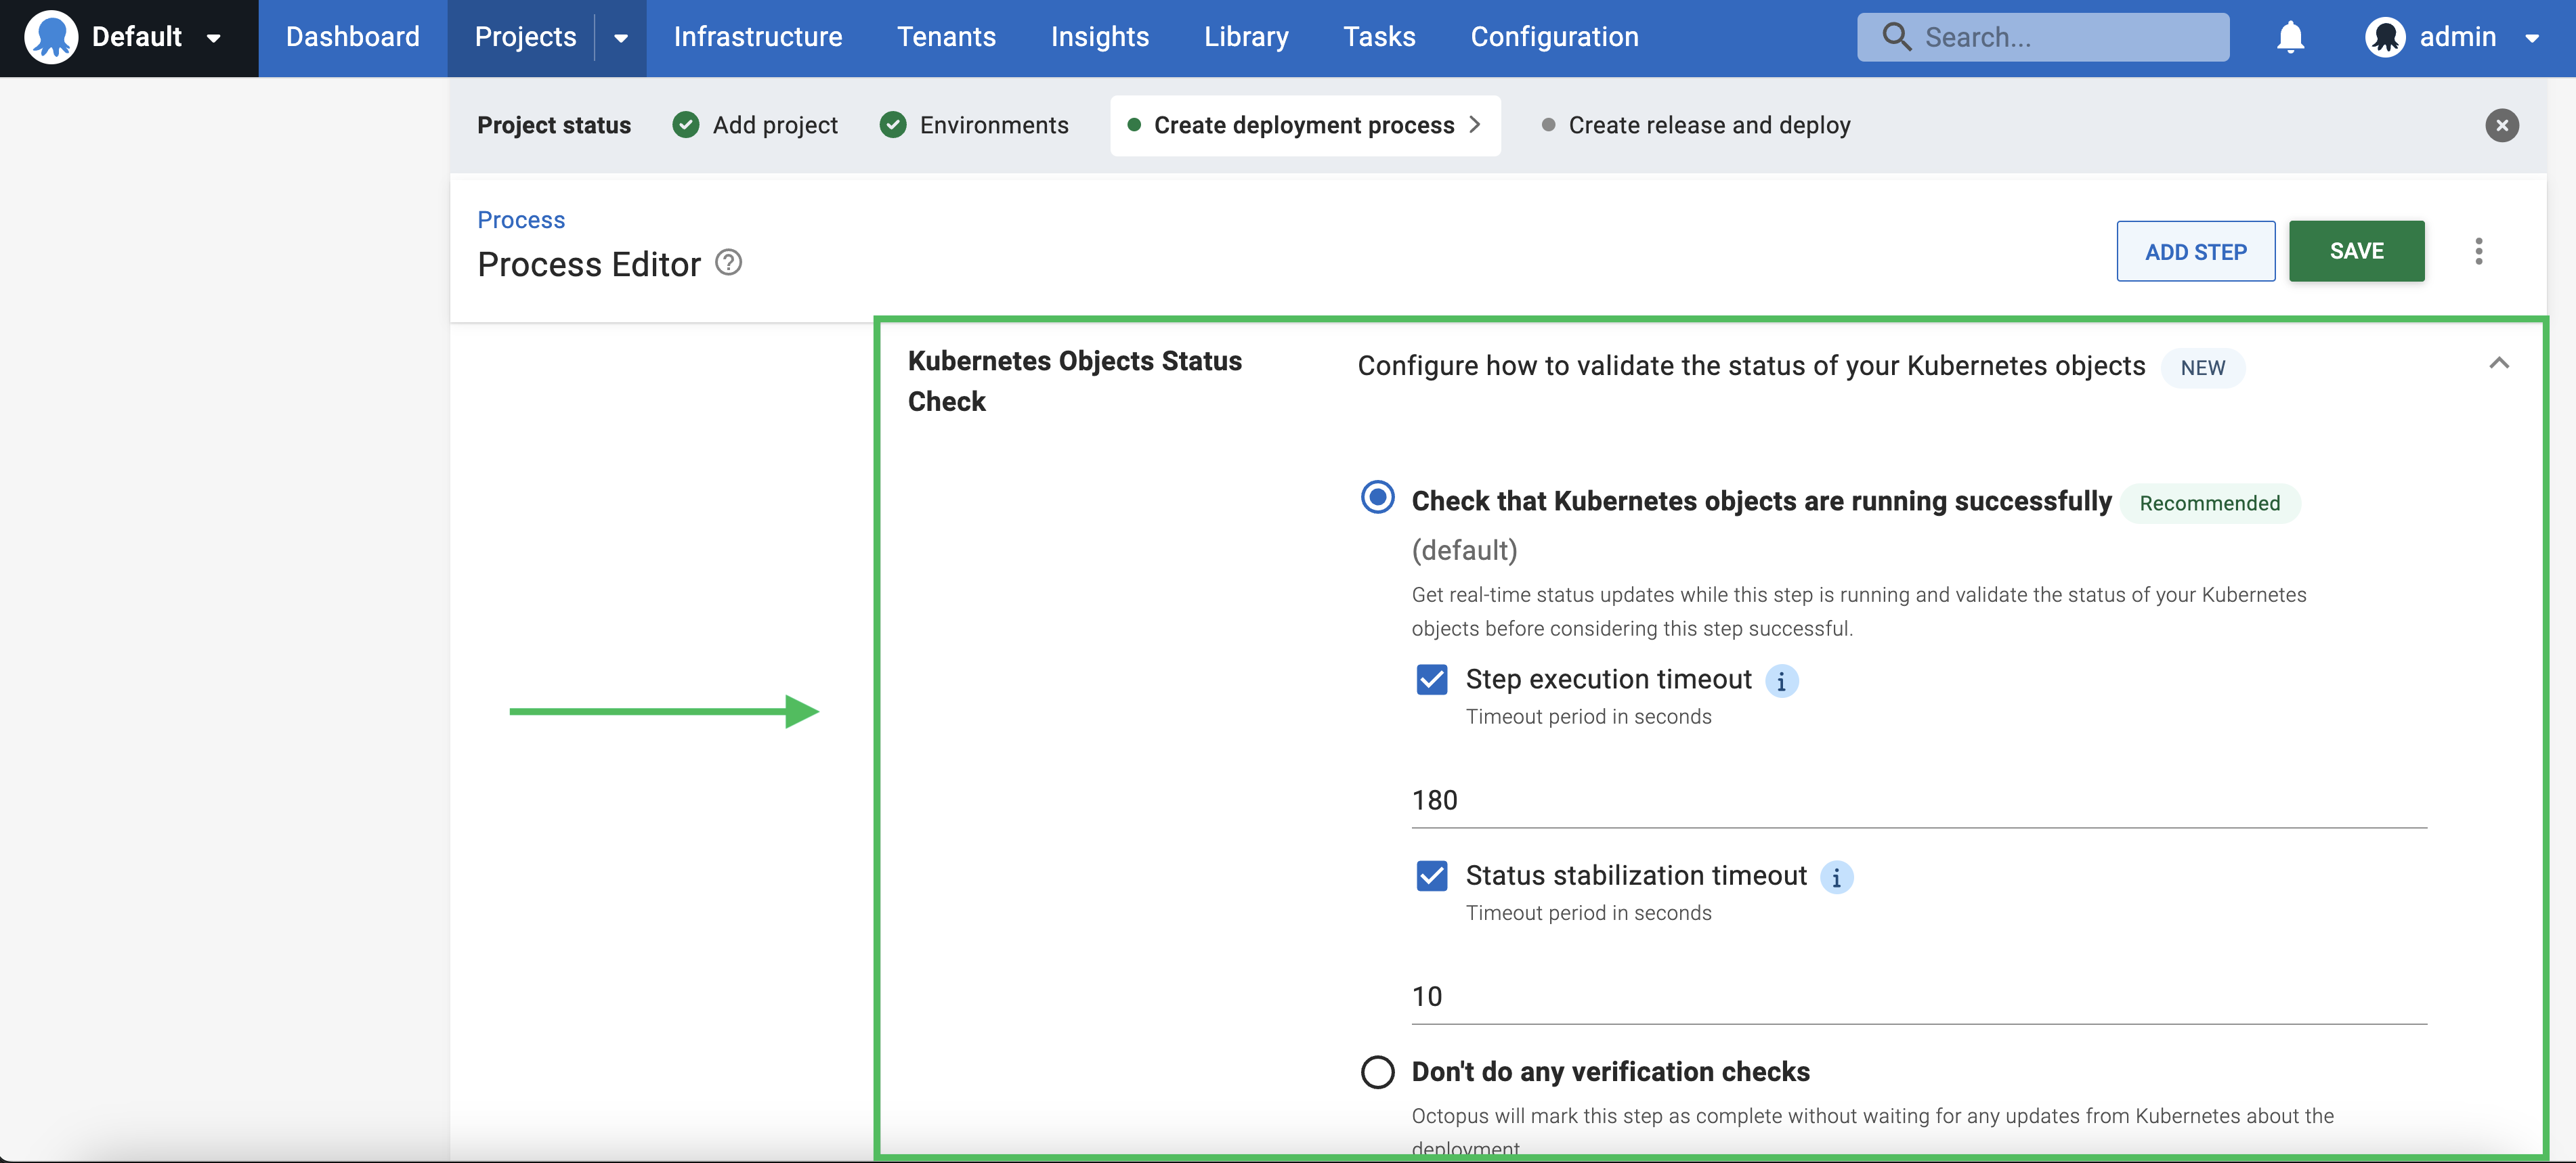 Default
Dashboard
Projects
Infrastructure
Tenants
Insights
Library
Tasks
Configuration
Search...
admin
Project status
Add project
Environments
Create deployment process
Create release and deploy
Process
Process Editor
ADD STEP
SAVE
Kubernetes Objects Status
Check
Configure how to validate the status of your Kubernetes objects
NEW
Check that Kubernetes objects are running successfully
Recommended
(default)
Get real-time status updates while this step is running and validate the status of your Kubernetes
objects before considering this step successful.
Step execution timeout
Timeout period in seconds
180
Status stabilization timeout
Timeout period in seconds
10
Don't do any verification checks
Octopus will mark this step as complete without waiting for any updates from Kubernetes about the
deployment